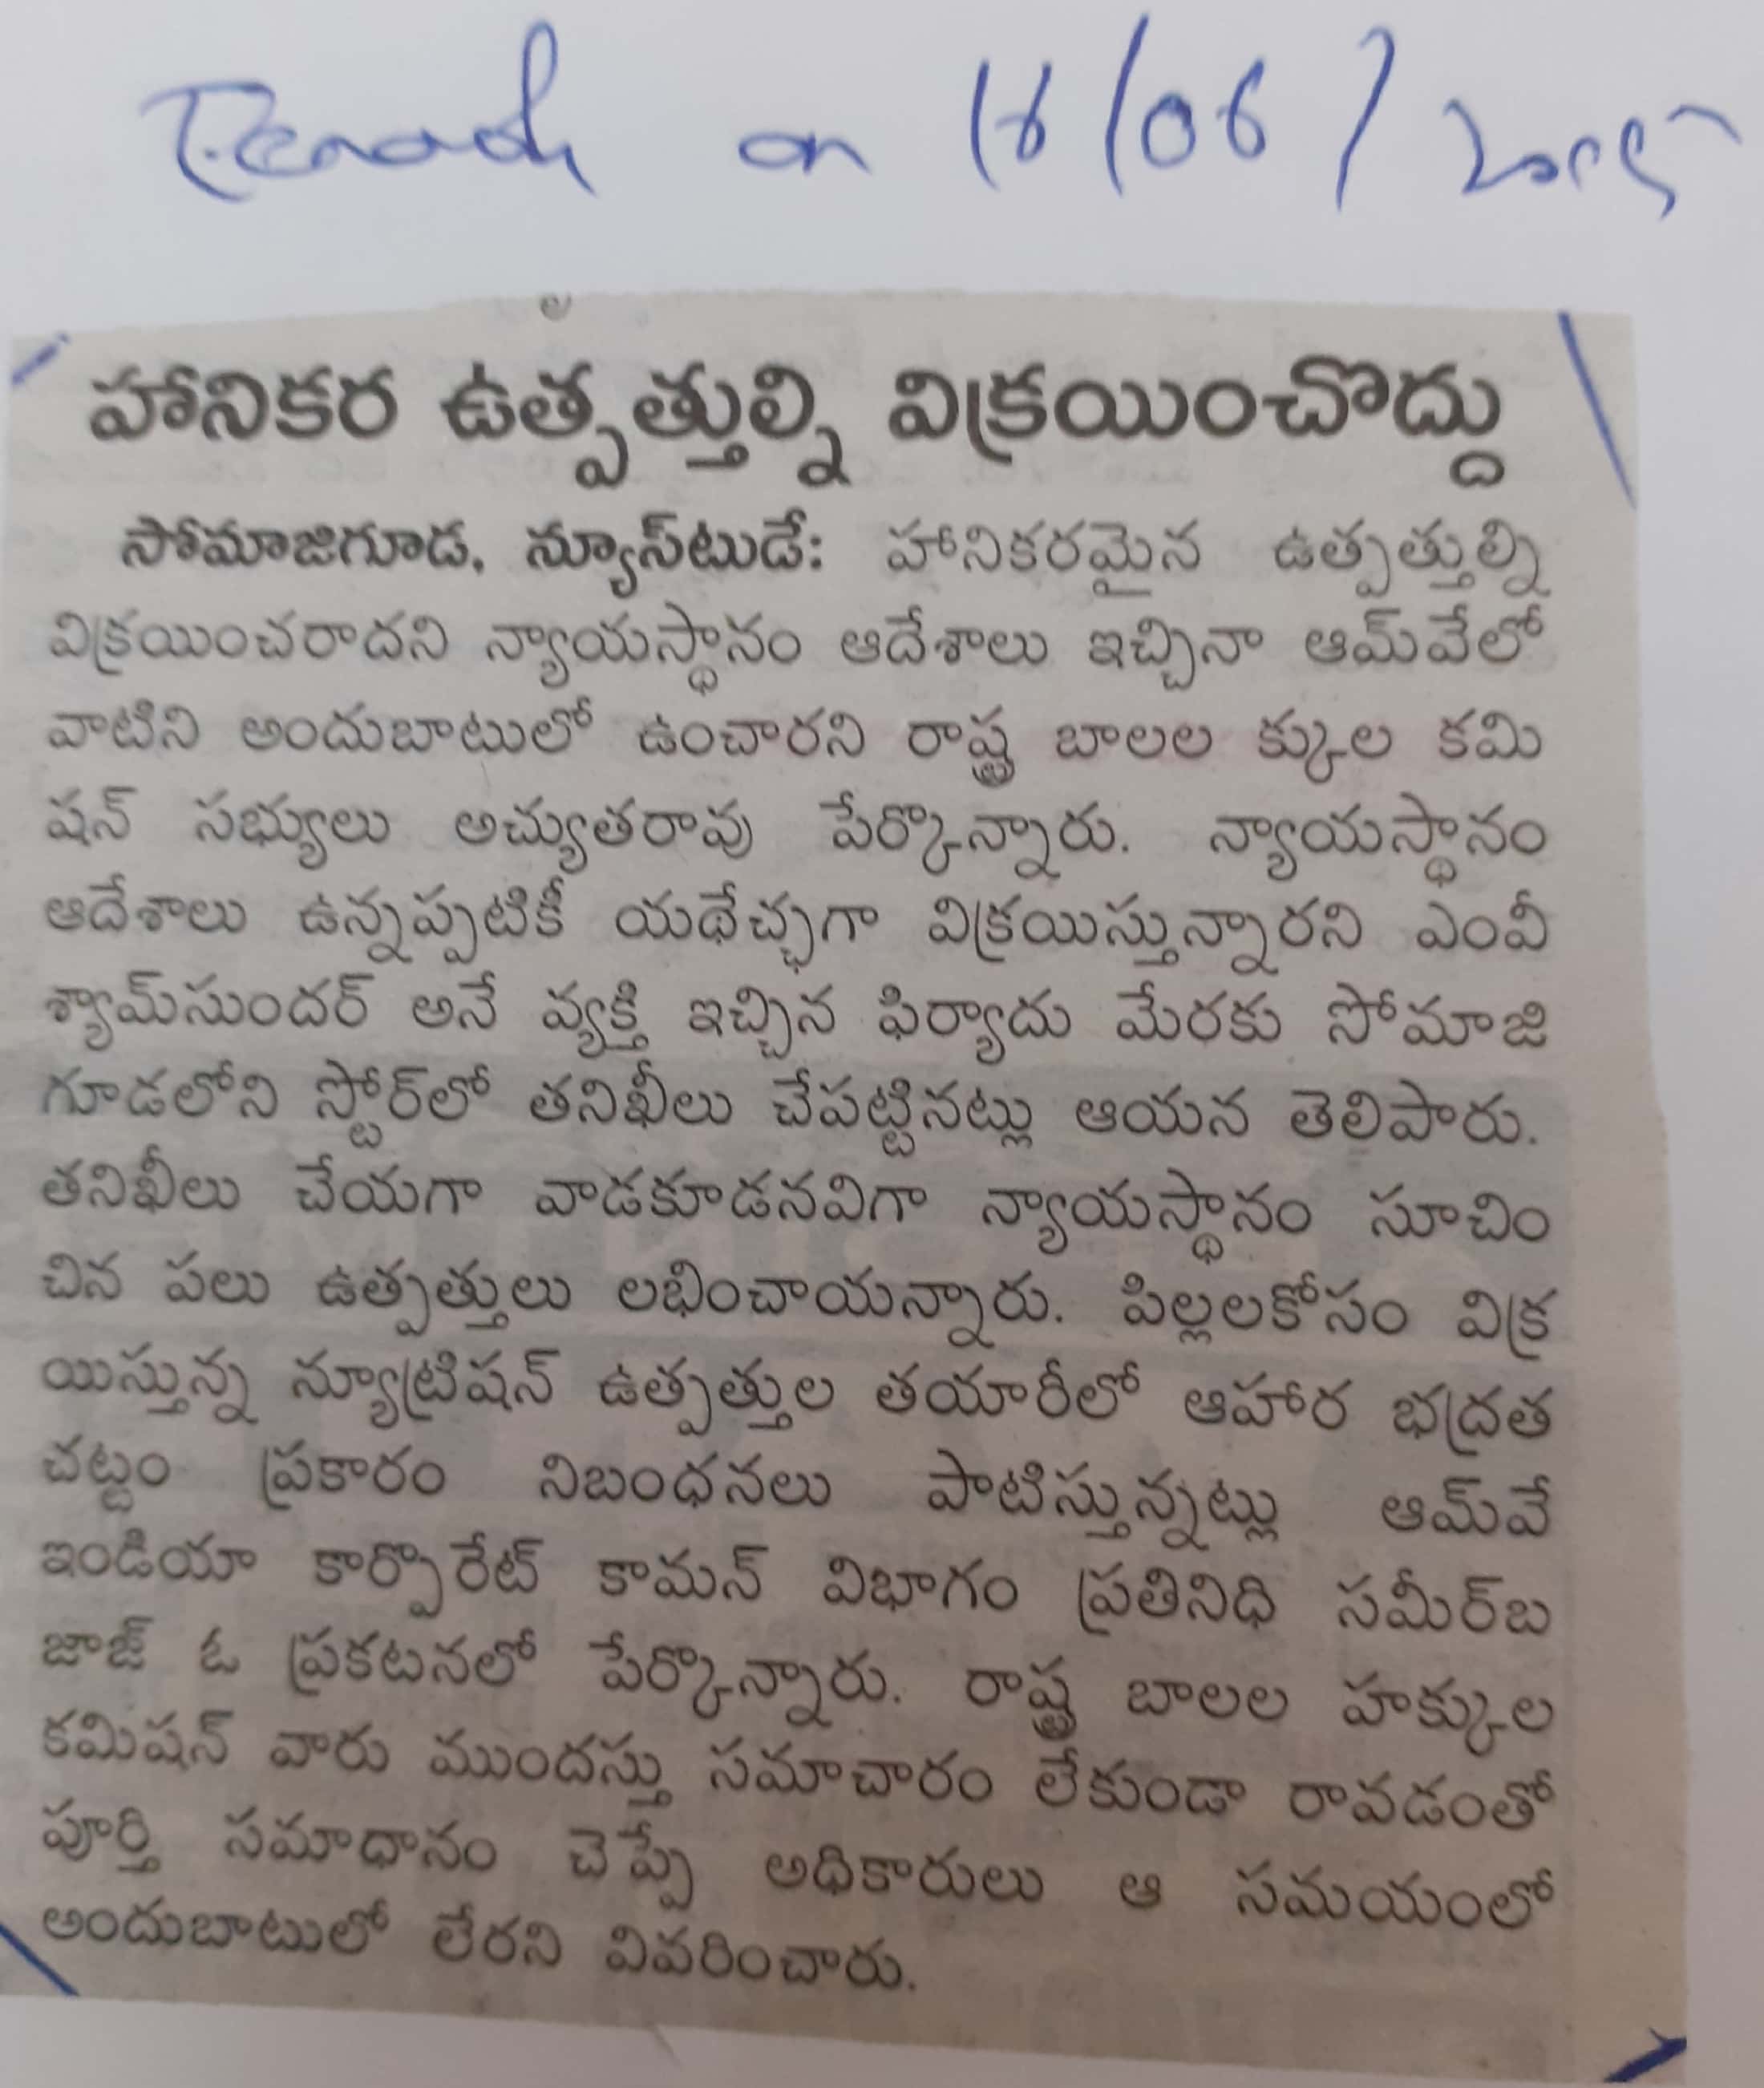 on 18/06/2015
హానికర ఉత్పత్తుల్ని విక్రయించొద్దు
సోమాజిగూడ, న్యూస్‌టుడే: హానికరమైన ఉత్పత్తుల్ని
విక్రయించరాదని న్యాయస్థానం ఆదేశాలు ఇచ్చినా ఆమ్‌వేలో
వాటిని అందుబాటులో ఉంచారని రాష్ట్ర బాలల క్కుల కమి
షన్ సభ్యులు అచ్యుతరావు పేర్కొన్నారు. న్యాయస్థానం
ఆదేశాలు ఉన్నప్పటికీ యథేచ్ఛగా విక్రయిస్తున్నారని ఎంవీ
శ్యామ్‌సుందర్ అనే వ్యక్తి ఇచ్చిన ఫిర్యాదు మేరకు సోమాజి
గూడలోని స్టోర్‌లో తనిఖీలు చేపట్టినట్లు ఆయన తెలిపారు.
తనిఖీలు చేయగా వాడకూడనవిగా న్యాయస్థానం సూచిం
చిన పలు ఉత్పత్తులు లభించాయన్నారు. పిల్లలకోసం విక్ర
యిస్తున్న న్యూట్రిషన్ ఉత్పత్తుల తయారీలో ఆహార భద్రత
చట్టం ప్రకారం నిబంధనలు పాటిస్తున్నట్లు ఆమ్‌వే
ఇండియా కార్పొరేట్ కామన్ విభాగం ప్రతినిధి సమీర్‌బ
జాజ్ ఓ ప్రకటనలో పేర్కొన్నారు. రాష్ట్ర బాలల హక్కుల
కమిషన్ వారు ముందస్తు సమాచారం లేకుండా రావడంతో
పూర్తి సమాధానం చెప్పే అధికారులు ఆ సమయంలో
అందుబాటులో లేరని వివరించారు.